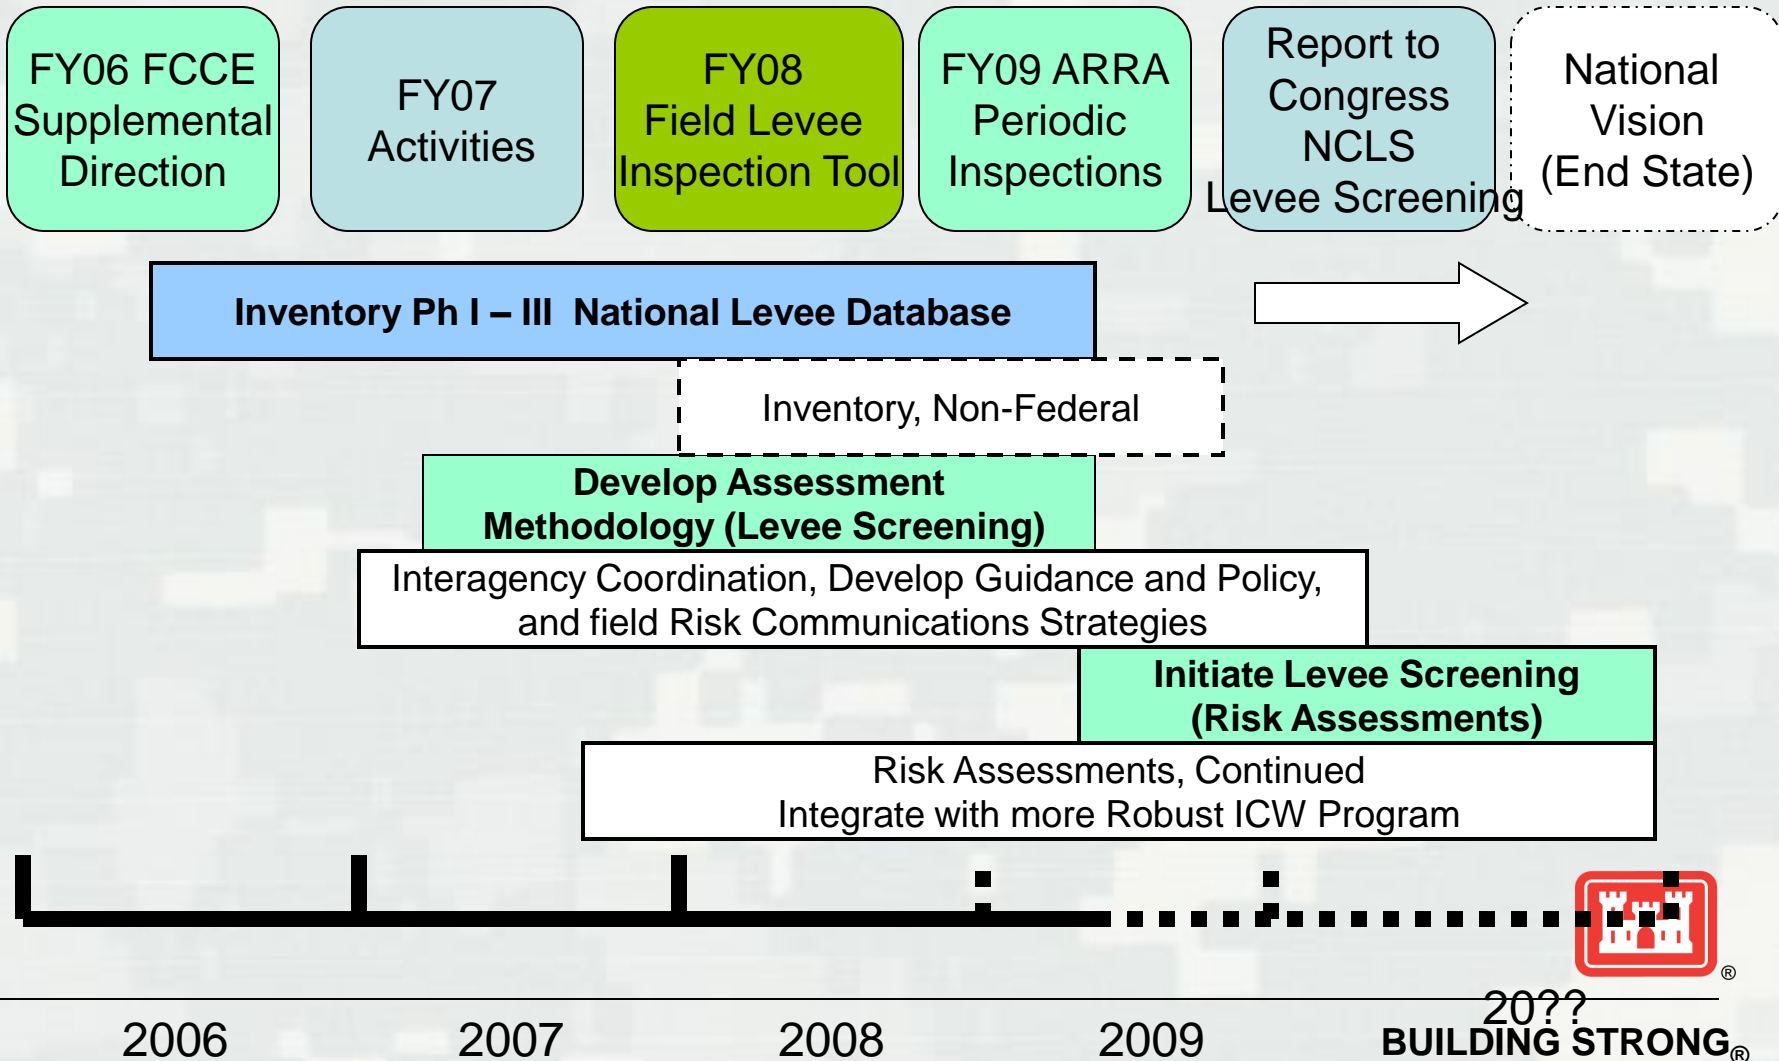 FY06 FCCE
Supplemental
Direction
FY07
Activities
FY08
Field Levee
Inspection Tool
FY09 ARRA
Periodic
Inspections
Report to
Congress
NCLS
Levee Screening
National
Vision
(End State)
Inventory Ph I – III  National Levee Database
Inventory, Non-Federal
Develop Assessment
Methodology (Levee Screening)
Interagency Coordination, Develop Guidance and Policy,
and field Risk Communications Strategies
Initiate Levee Screening
(Risk Assessments)
Risk Assessments, Continued
Integrate with more Robust ICW Program
®
2006
2007
2008
2009
20??
BUILDING STRONG®